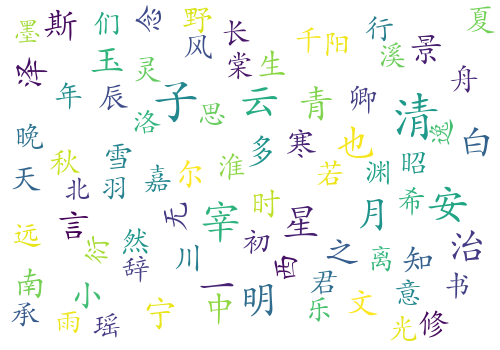 墨 斯 们 念 野 风 长 千 阳 行 溪 景 夏
泽 年 玉 辰 灵 子 棠 生 云 青 卿 清 舟 逸 白
洛 思 多 寒 也 昭
晚 天 秋 北 雪 羽 嘉 尔 淮 若 渊 希 安
远 言 衍 然 辞 无 川 宰 时 初 星 西 之 月 离 知 治
南 承 小 雨 瑶 宁 一 中 明 君 乐 文 意 光 修 书